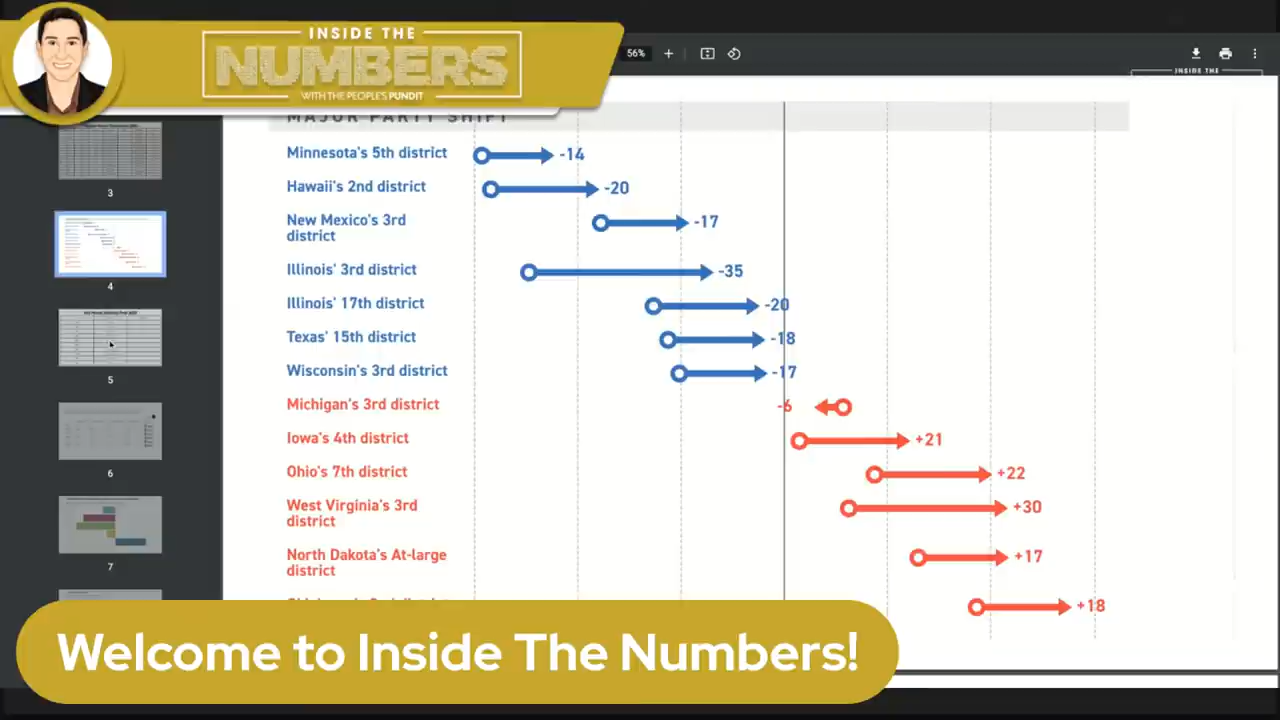 INSIDE THE
NUMBERS
WITH THE PEOPLE'S PUNDIT
56%
INSIDE THE
MAJOR PARTY SHIFT
Minnesota's 5th district
-14
Hawaii's 2nd district
-20
New Mexico's 3rd
district
-17
Illinois' 3rd district
-35
Illinois' 17th district
-20
Texas' 15th district
-18
Wisconsin's 3rd district
-17
Michigan's 3rd district
-6
Iowa's 4th district
+21
Ohio's 7th district
+22
West Virginia's 3rd
district
+30
North Dakota's At-large
district
+17
+18
3
4
5
6
7
Welcome to Inside The Numbers!